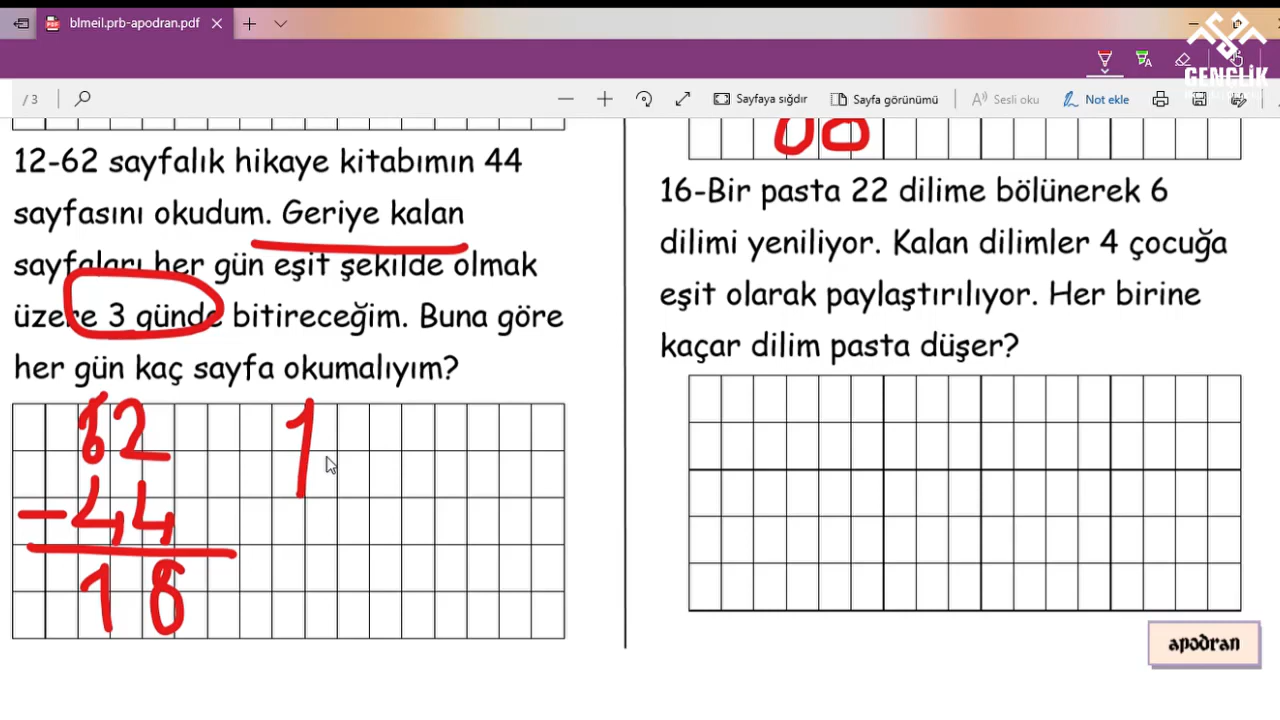 blmeil.prb-apodran.pdf
GENÇLİK
/3
Sayfaya sığdır
Sayfa görünümü
Sesli oku
Not ekle
12-62 sayfalık hikaye kitabımın 44
sayfasını okudum. Geriye kalan
sayfaları her gün eşit şekilde olmak
üzere 3 günde bitireceğim. Buna göre
her gün kaç sayfa okumalıyım?
62
-44
18
1
16-Bir pasta 22 dilime bölünerek 6
dilimi yeniliyor. Kalan dilimler 4 çocuğa
eşit olarak paylaştırılıyor. Her birine
kaçar dilim pasta düşer?
apodran